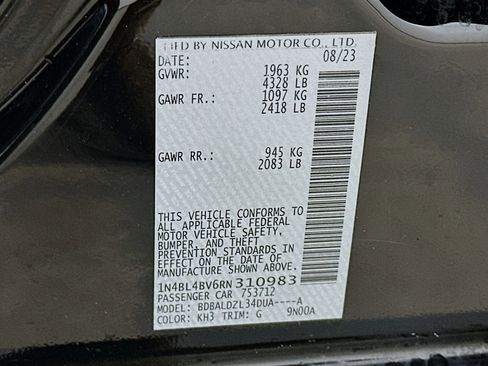 MFD BY NISSAN MOTOR CO., LTD.
DATE: 08/23
GVWR: 1963 KG
4328 LB
GAWR FR.: 1097 KG
2418 LB
GAWR RR.: 945 KG
2083 LB
THIS VEHICLE CONFORMS TO
ALL APPLICABLE FEDERAL
MOTOR VEHICLE SAFETY,
BUMPER, AND THEFT
PREVENTION STANDARDS IN
EFFECT ON THE DATE OF
MANUFACTURE SHOWN ABOVE.
1N4BL4BV6RN310983
PASSENGER CAR 753712
MODEL: BDBALDZL34DUA----A
COLOR: KH3 TRIM: G 9N00A